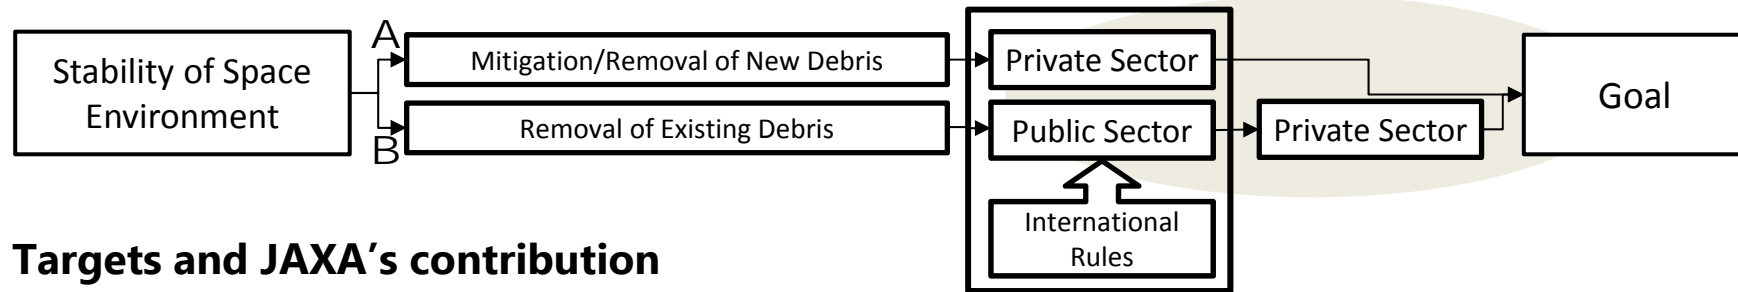 Stability of Space
Environment
A
Mitigation/Removal of New Debris
Private Sector
B
Removal of Existing Debris
Public Sector
Private Sector
Goal
International
Rules
Targets and JAXA’s contribution